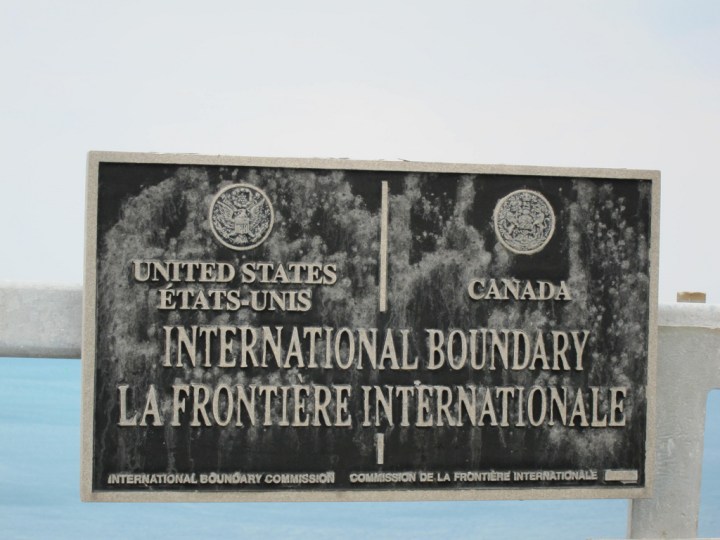 UNITED STATES
ÉTATS-UNIS
CANADA
INTERNATIONAL BOUNDARY
LA FRONTIÈRE INTERNATIONALE
INTERNATIONAL BOUNDARY COMMISSION COMMISSION DE LA FRONTIÈRE INTERNATIONALE